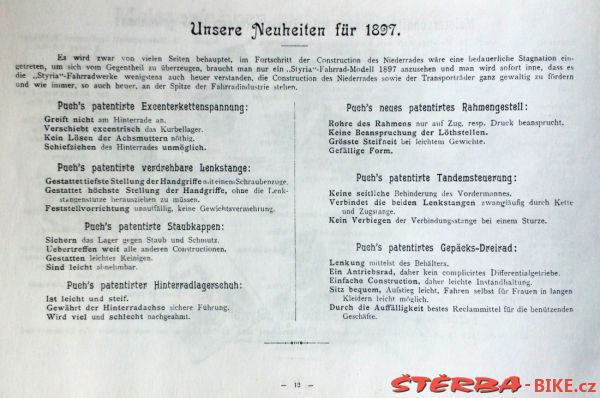 Unsere Neuheiten für 1897.
Es wird zwar von vielen Seiten behauptet, im Fortschritt der Construction des Niederrades wäre eine bedauerliche Stagnation ein-
getreten, um sich vom Gegentheil zu überzeugen, braucht man nur ein „Styria"-Fahrrad-Modell 1897 anzusehen und man wird sofort inne, dass es
die „Styria"-Fahrradwerke wenigstens auch heuer verstanden, die Construction des Niederrades sowie der Transporträder ganz gewaltig zu fördern
und wie immer, so auch heuer, an der Spitze der Fahrradindustrie stehen.
Puch's patentirte Excenterkettenspannung:
Greift nicht am Hinterrade an.
Verschiebt excentrisch das Kurbellager.
Kein Lösen der Achsmuttern nöthig.
Schiefziehen des Hinterrades unmöglich.
Puch's patentirte verdrehbare Lenkstange:
Gestattet tiefste Stellung der Handgriffe mit einem Schraubenzuge.
Gestattet höchste Stellung der Handgriffe, ohne die Lenk-
stangenstütze herausziehen zu müssen.
Feststellvorrichtung unauffällig, keine Gewichtsvermehrung.
Puch's patentirte Staubkappen:
Sichern das Lager gegen Staub und Schmutz.
Uebertreffen weit alle anderen Constructionen.
Gestatten leichtes Reinigen.
Sind leicht abnehmbar.
Puch's patentirter Hinterradlagerschuh:
Ist leicht und steif.
Gewährt der Hinterradachse sichere Führung.
Wird viel und schlecht nachgeahmt.
Puch's neues patentirtes Rahmengestell:
Rohre des Rahmens nur auf Zug, resp. Druck beansprucht.
Keine Beanspruchung der Löthstellen.
Grösste Steifneit bei leichtem Gewichte.
Gefällige Form.
Puch's patentirte Tandemsteuerung:
Keine seitliche Behinderung des Vordermannes.
Verbindet die beiden Lenkstangen zwangläufig durch Kette
und Zugstange.
Kein Verbiegen der Verbindungsstange bei einem Sturze.
Puch's patentirtes Gepäcks-Dreirad:
Lenkung mittelst des Behälters.
Ein Antriebsrad, daher kein complicirtes Differentialgetriebe.
Einfache Construction, daher leichte Instandhaltung.
Sitz bequem, Aufstieg leicht, Fahren selbst für Frauen in langen
Kleidern leicht möglich.
Durch die Auffälligkeit bestes Reclammittel für die benützenden
Geschäfte.
— 12 —
ŠTĚRBA-BIKE.cz